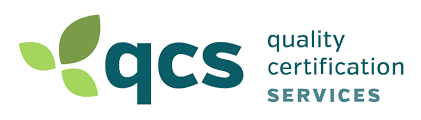 qcs
quality
certification
SERVICES